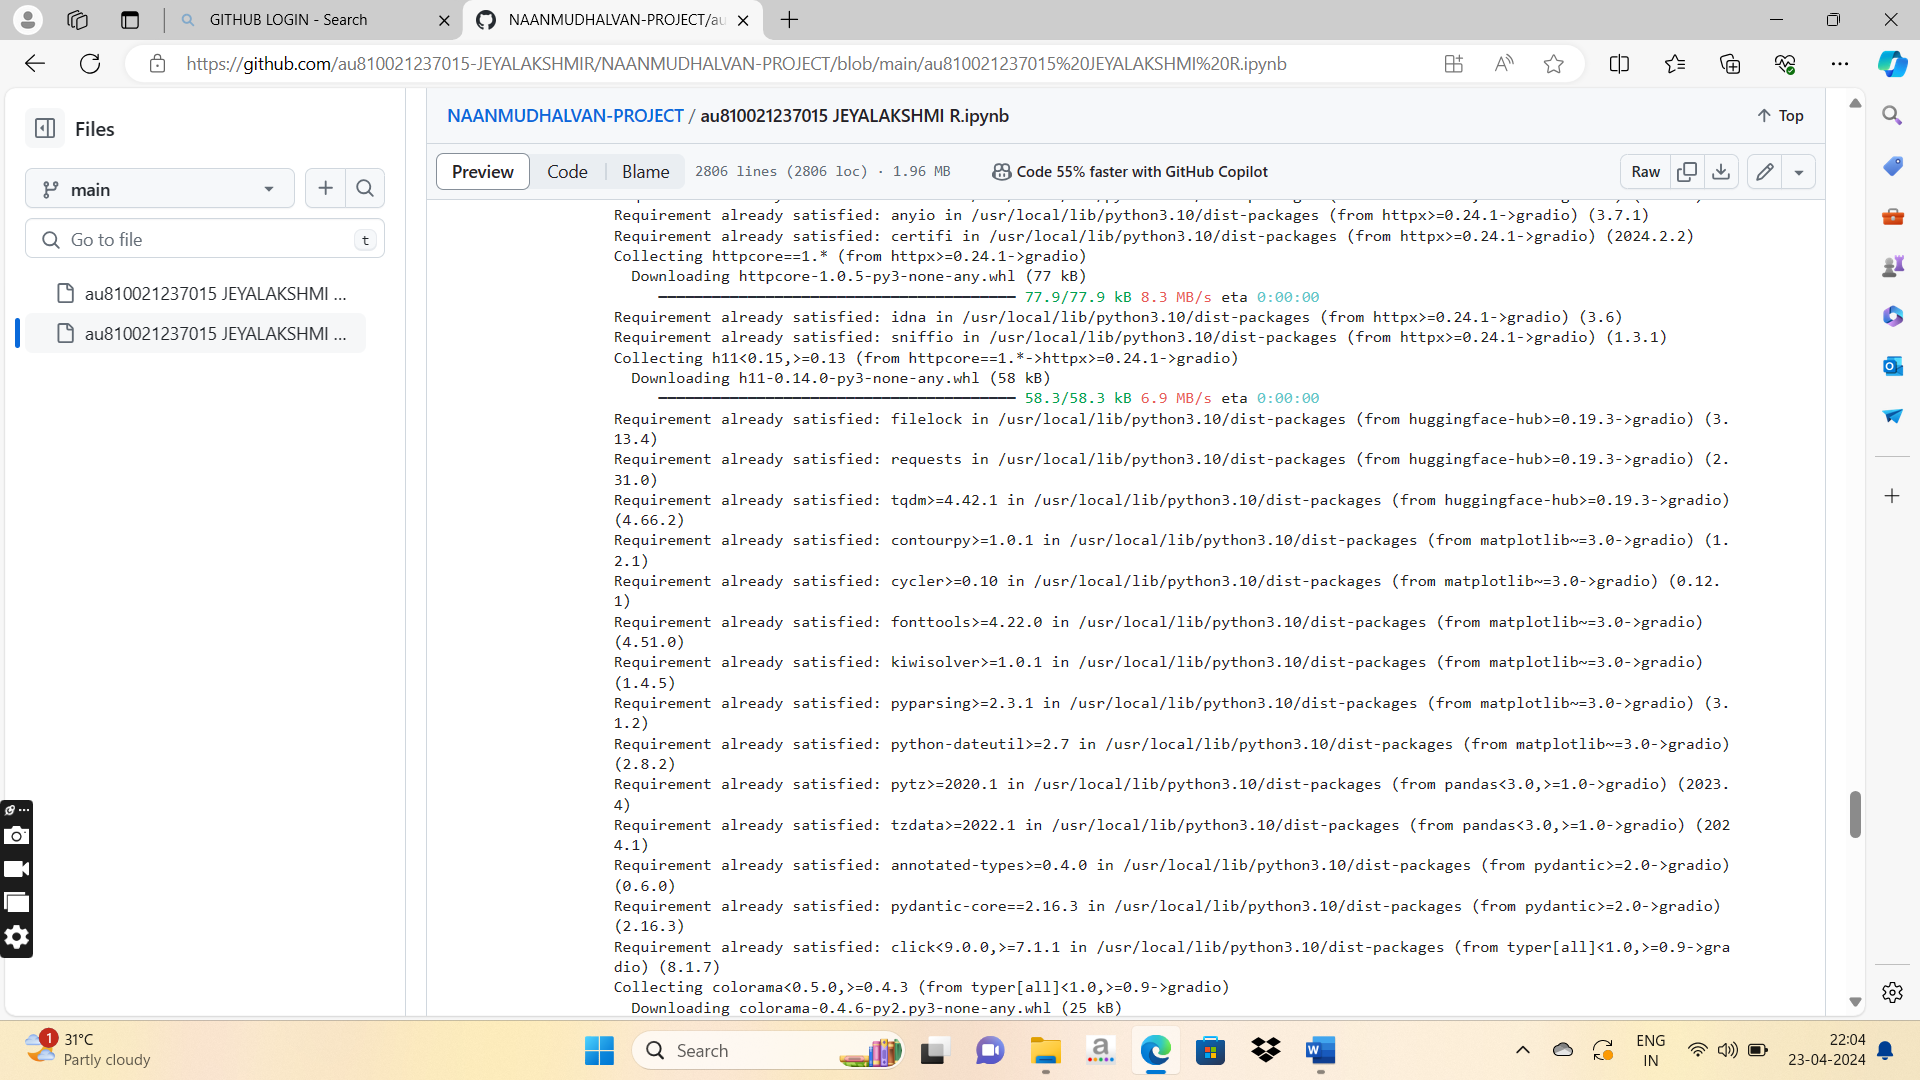 GITHUB LOGIN - Search
NAANMUDHALVAN-PROJECT/au
https://github.com/au810021237015-JEYALAKSHMIR/NAANMUDHALVAN-PROJECT/blob/main/au810021237015%20JEYALAKSHMI%20R.ipynb
Files
main
Go to file
t
au810021237015 JEYALAKSHMI ...
au810021237015 JEYALAKSHMI ...
NAANMUDHALVAN-PROJECT / au810021237015 JEYALAKSHMI R.ipynb
Top
Preview Code Blame 2806 lines (2806 loc) · 1.96 MB Code 55% faster with GitHub Copilot Raw
Requirement already satisfied: anyio in /usr/local/lib/python3.10/dist-packages (from httpx>=0.24.1->gradio) (3.7.1)
Requirement already satisfied: certifi in /usr/local/lib/python3.10/dist-packages (from httpx>=0.24.1->gradio) (2024.2.2)
Collecting httpcore==1.* (from httpx>=0.24.1->gradio)
Downloading httpcore-1.0.5-py3-none-any.whl (77 kB)
77.9/77.9 kB 8.3 MB/s eta 0:00:00
Requirement already satisfied: idna in /usr/local/lib/python3.10/dist-packages (from httpx>=0.24.1->gradio) (3.6)
Requirement already satisfied: sniffio in /usr/local/lib/python3.10/dist-packages (from httpx>=0.24.1->gradio) (1.3.1)
Collecting h11<0.15,>=0.13 (from httpcore==1.*->httpx>=0.24.1->gradio)
Downloading h11-0.14.0-py3-none-any.whl (58 kB)
58.3/58.3 kB 6.9 MB/s eta 0:00:00
Requirement already satisfied: filelock in /usr/local/lib/python3.10/dist-packages (from huggingface-hub>=0.19.3->gradio) (3.
13.4)
Requirement already satisfied: requests in /usr/local/lib/python3.10/dist-packages (from huggingface-hub>=0.19.3->gradio) (2.
31.0)
Requirement already satisfied: tqdm>=4.42.1 in /usr/local/lib/python3.10/dist-packages (from huggingface-hub>=0.19.3->gradio)
(4.66.2)
Requirement already satisfied: contourpy>=1.0.1 in /usr/local/lib/python3.10/dist-packages (from matplotlib~=3.0->gradio) (1.
2.1)
Requirement already satisfied: cycler>=0.10 in /usr/local/lib/python3.10/dist-packages (from matplotlib~=3.0->gradio) (0.12.
1)
Requirement already satisfied: fonttools>=4.22.0 in /usr/local/lib/python3.10/dist-packages (from matplotlib~=3.0->gradio)
(4.51.0)
Requirement already satisfied: kiwisolver>=1.0.1 in /usr/local/lib/python3.10/dist-packages (from matplotlib~=3.0->gradio)
(1.4.5)
Requirement already satisfied: pyparsing>=2.3.1 in /usr/local/lib/python3.10/dist-packages (from matplotlib~=3.0->gradio) (3.
1.2)
Requirement already satisfied: python-dateutil>=2.7 in /usr/local/lib/python3.10/dist-packages (from matplotlib~=3.0->gradio)
(2.8.2)
Requirement already satisfied: pytz>=2020.1 in /usr/local/lib/python3.10/dist-packages (from pandas<3.0,>=1.0->gradio) (2023.
4)
Requirement already satisfied: tzdata>=2022.1 in /usr/local/lib/python3.10/dist-packages (from pandas<3.0,>=1.0->gradio) (202
4.1)
Requirement already satisfied: annotated-types>=0.4.0 in /usr/local/lib/python3.10/dist-packages (from pydantic>=2.0->gradio)
(0.6.0)
Requirement already satisfied: pydantic-core==2.16.3 in /usr/local/lib/python3.10/dist-packages (from pydantic>=2.0->gradio)
(2.16.3)
Requirement already satisfied: click<9.0.0,>=7.1.1 in /usr/local/lib/python3.10/dist-packages (from typer[all]<1.0,>=0.9->gra
dio) (8.1.7)
Collecting colorama<0.5.0,>=0.4.3 (from typer[all]<1.0,>=0.9->gradio)
Downloading colorama-0.4.6-py2.py3-none-any.whl (25 kB)
1
31°C
Partly cloudy
Search
ENG
IN
22:04
23-04-2024